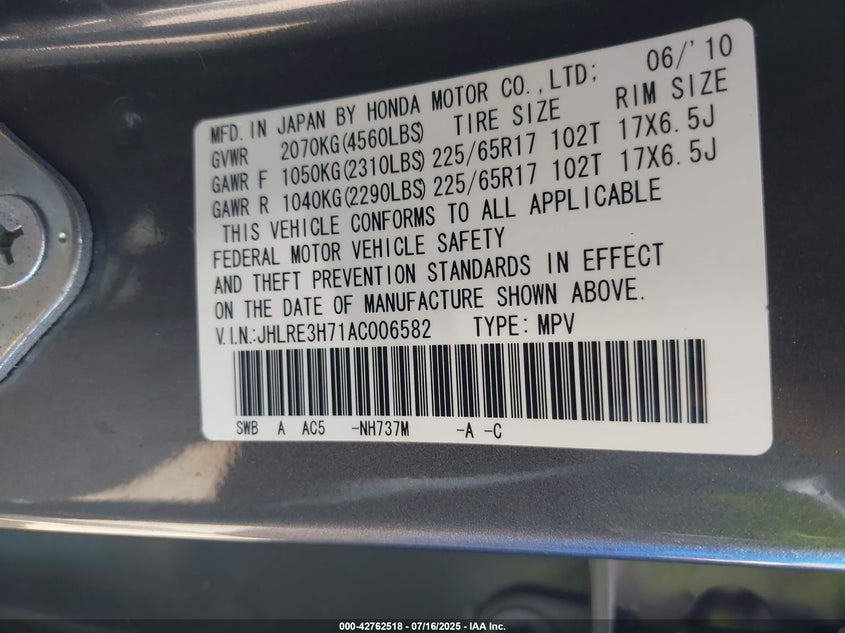 MFD. IN JAPAN BY HONDA MOTOR CO.,LTD; 06/'10
GVWR 2070KG(4560LBS) TIRE SIZE RIM SIZE
GAWR F 1050KG(2310LBS) 225/65R17 102T 17X6.5J
GAWR R 1040KG(2290LBS) 225/65R17 102T 17X6.5J
THIS VEHICLE CONFORMS TO ALL APPLICABLE
FEDERAL MOTOR VEHICLE SAFETY
AND THEFT PREVENTION STANDARDS IN EFFECT
ON THE DATE OF MANUFACTURE SHOWN ABOVE.
V.I.N.:JHLRE3H71AC006582 TYPE: MPV
SWB A AC5 -NH737M -A -C
000-42762518 - 07/16/2025 - IAA Inc.